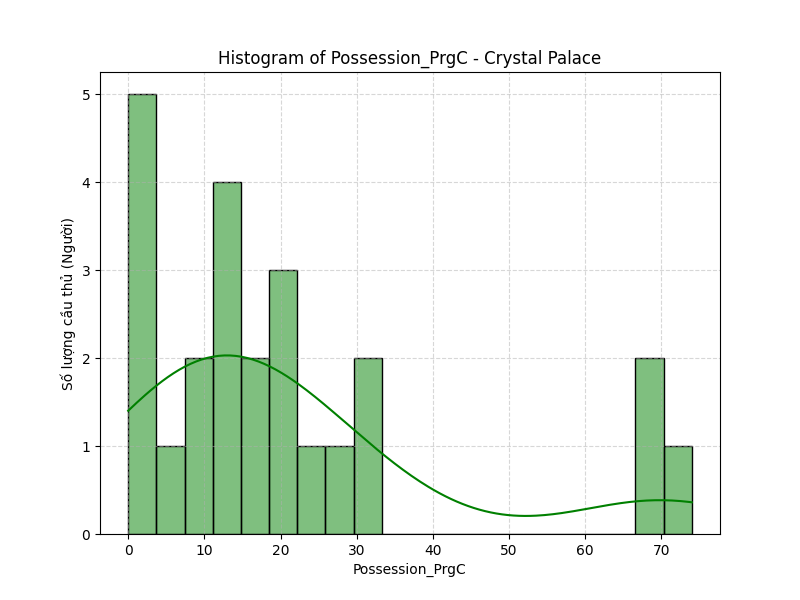 Histogram of Possession_PrgC - Crystal Palace
Số lượng cầu thủ (Người)
5
4
3
2
1
0
0 10 20 30 40 50 60 70
Possession_PrgC